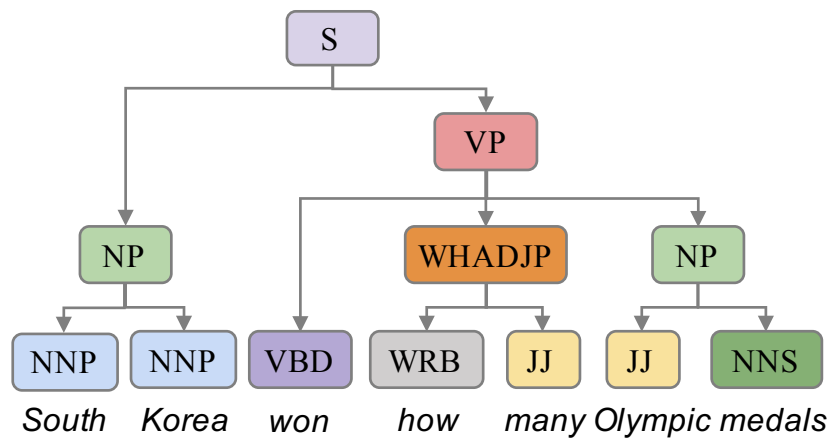 S
VP
NP WHADJP NP
NNP NNP VBD WRB JJ JJ NNS
South Korea won how many Olympic medals